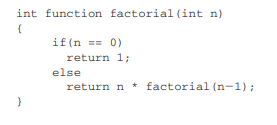 int function factorial(int n)
{
if(n == 0)
return 1;
else
return n * factorial(n−1);
}